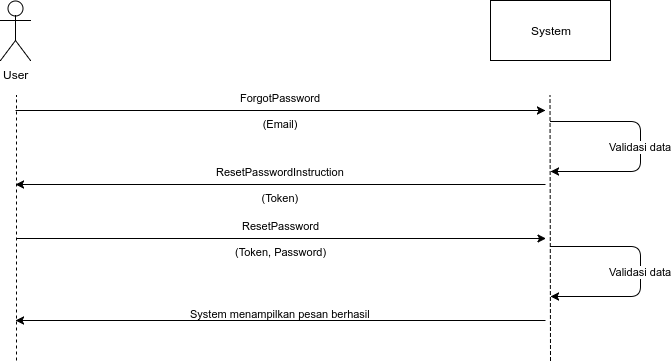 System
User
ForgotPassword
(Email)
Validasi data
ResetPasswordInstruction
(Token)
ResetPassword
(Token, Password)
Validasi data
System menampilkan pesan berhasil